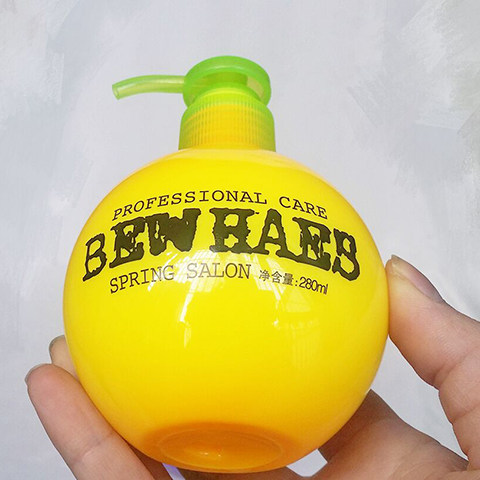 PROFESSIONAL CARE
BEW HAES
SPRING SALON 净含量:280ml